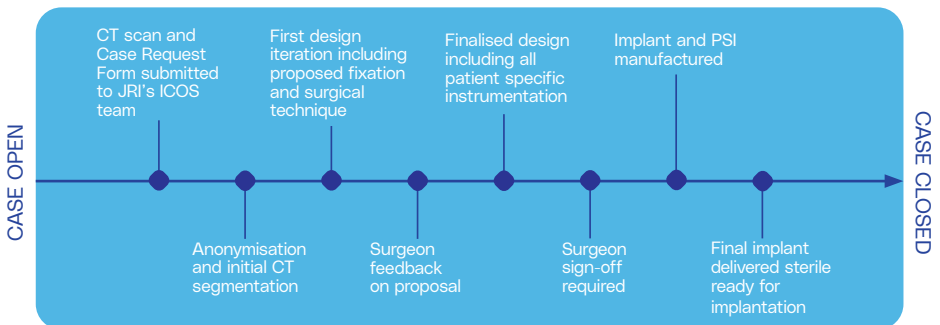 CASE OPEN
CT scan and
Case Request
Form submitted
to JRI's ICOS
team
Anonymisation
and initial CT
segmentation
First design
iteration including
proposed fixation
and surgical
technique
Surgeon
feedback
on proposal
Finalised design
including all
patient specific
instrumentation
Surgeon
sign-off
required
Implant and PSI
manufactured
Final implant
delivered sterile
ready for
implantation
CASE CLOSED